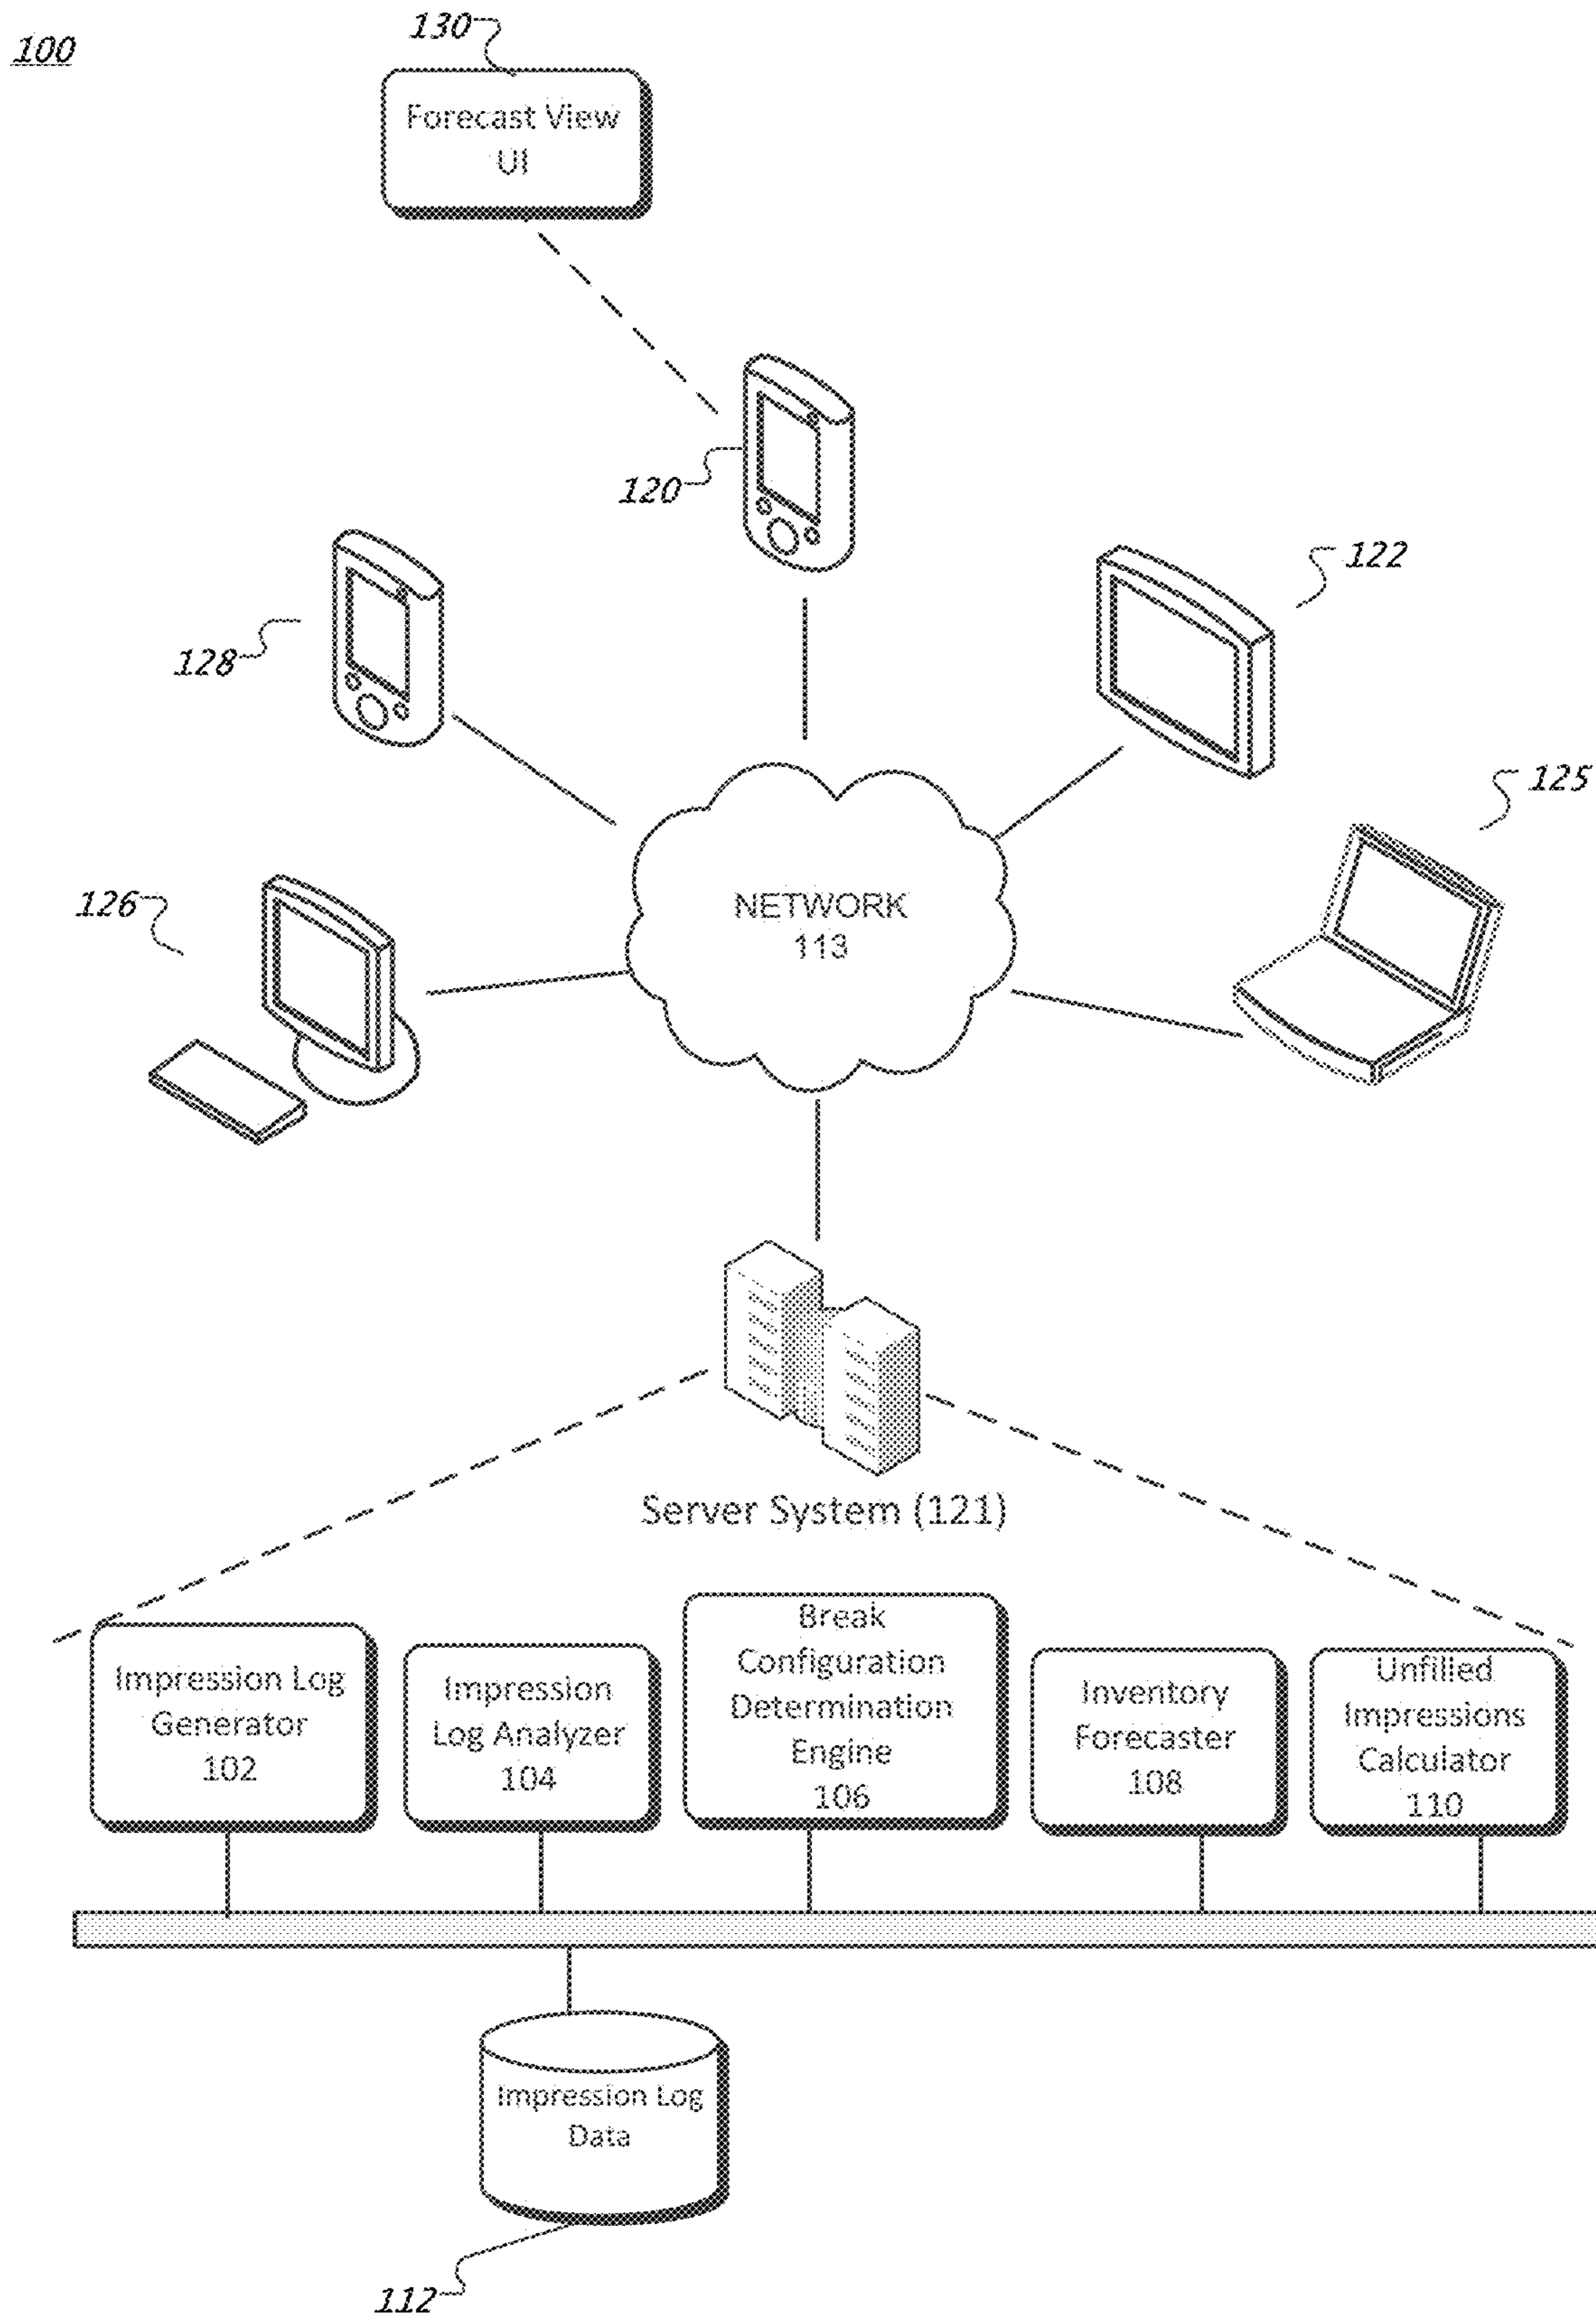 100
130
Forecast View
UI
120
122
128
125
126
NETWORK
113
Server System (121)
Impression Log
Generator
102
Impression
Log Analyzer
104
Break
Configuration
Determination
Engine
106
Inventory
Forecaster
108
Unfilled
Impressions
Calculator
110
Impression Log
Data
112